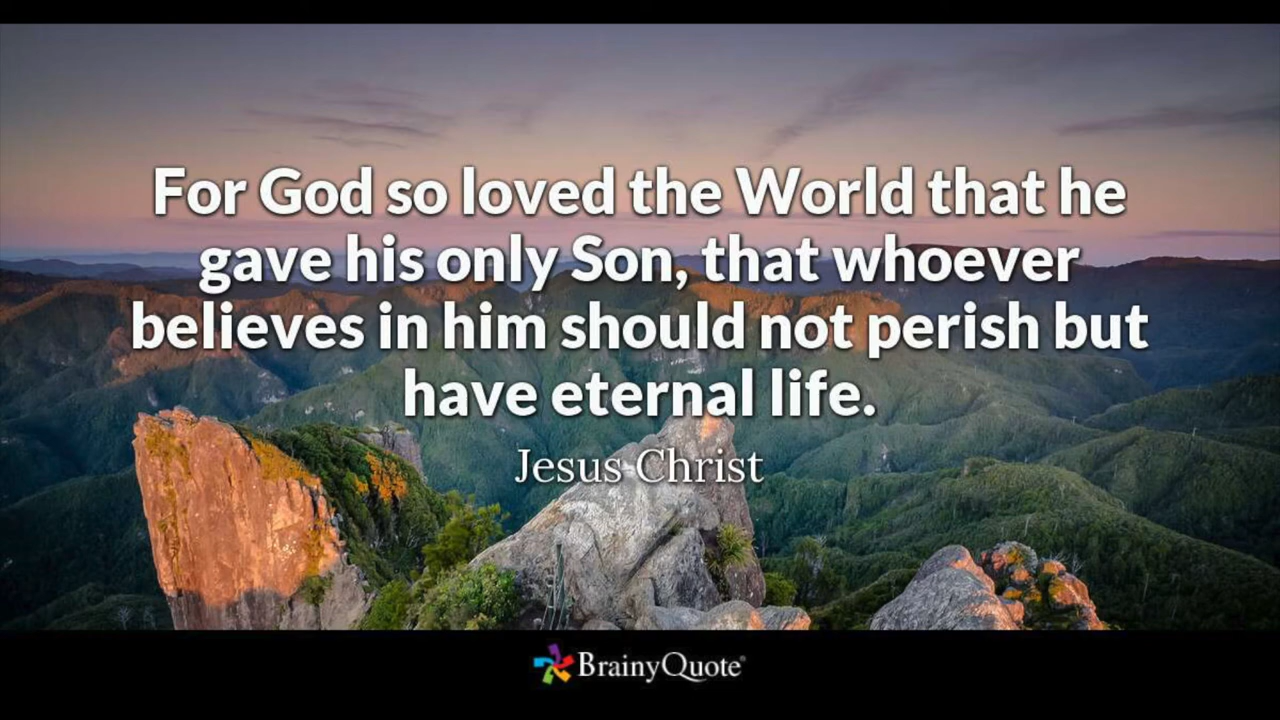 For God so loved the World that he
gave his only Son, that whoever
believes in him should not perish but
have eternal life.
Jesus Christ
BrainyQuote®